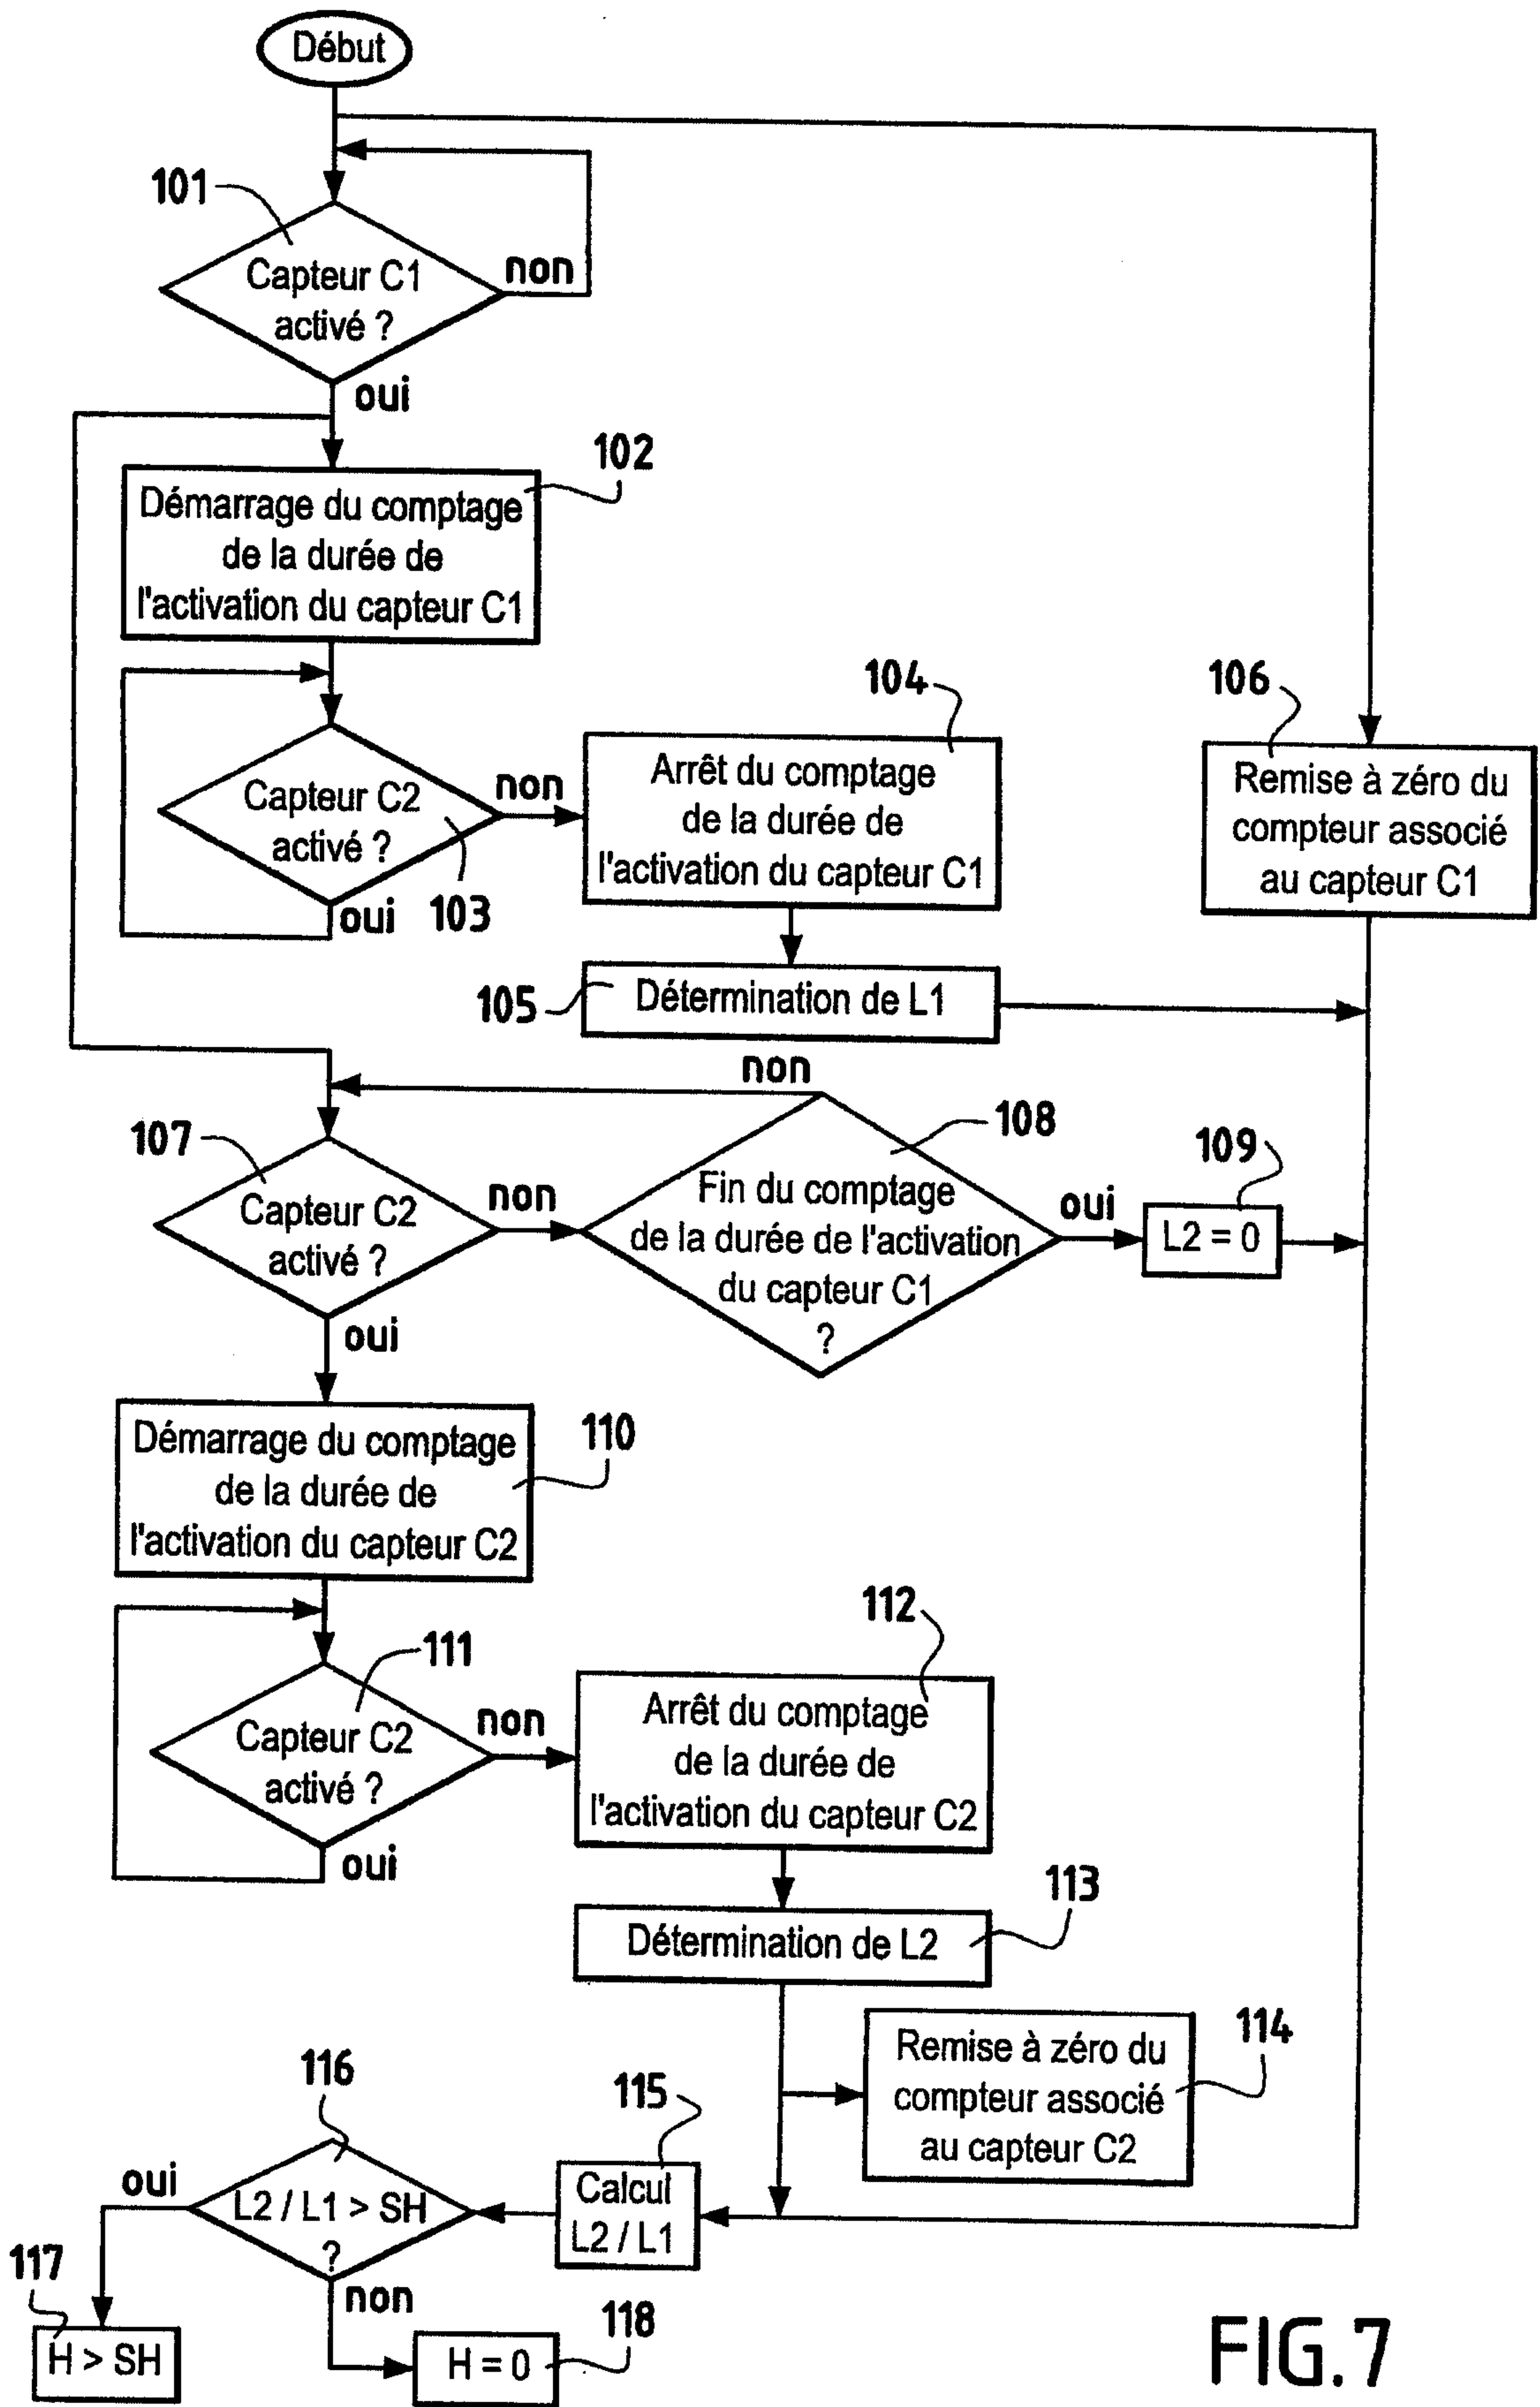 Début
101
Capteur C1
activé ?
non
oui
102
Démarrage du comptage
de la durée de
l'activation du capteur C1
103
Capteur C2
activé ?
non
oui
104
Arrêt du comptage
de la durée de
l'activation du capteur C1
106
Remise à zéro du
compteur associé
au capteur C1
105
Détermination de L1
107
Capteur C2
activé ?
non
oui
non
108
Fin du comptage
de la durée de l'activation
du capteur C1
?
oui
109
L2 = 0
110
Démarrage du comptage
de la durée de
l'activation du capteur C2
111
Capteur C2
activé ?
non
oui
112
Arrêt du comptage
de la durée de
l'activation du capteur C2
113
Détermination de L2
114
Remise à zéro du
compteur associé
au capteur C2
115
Calcul
L2 / L1
116
L2 / L1 > SH
?
oui
non
117
H > SH
118
H = 0
FIG.7